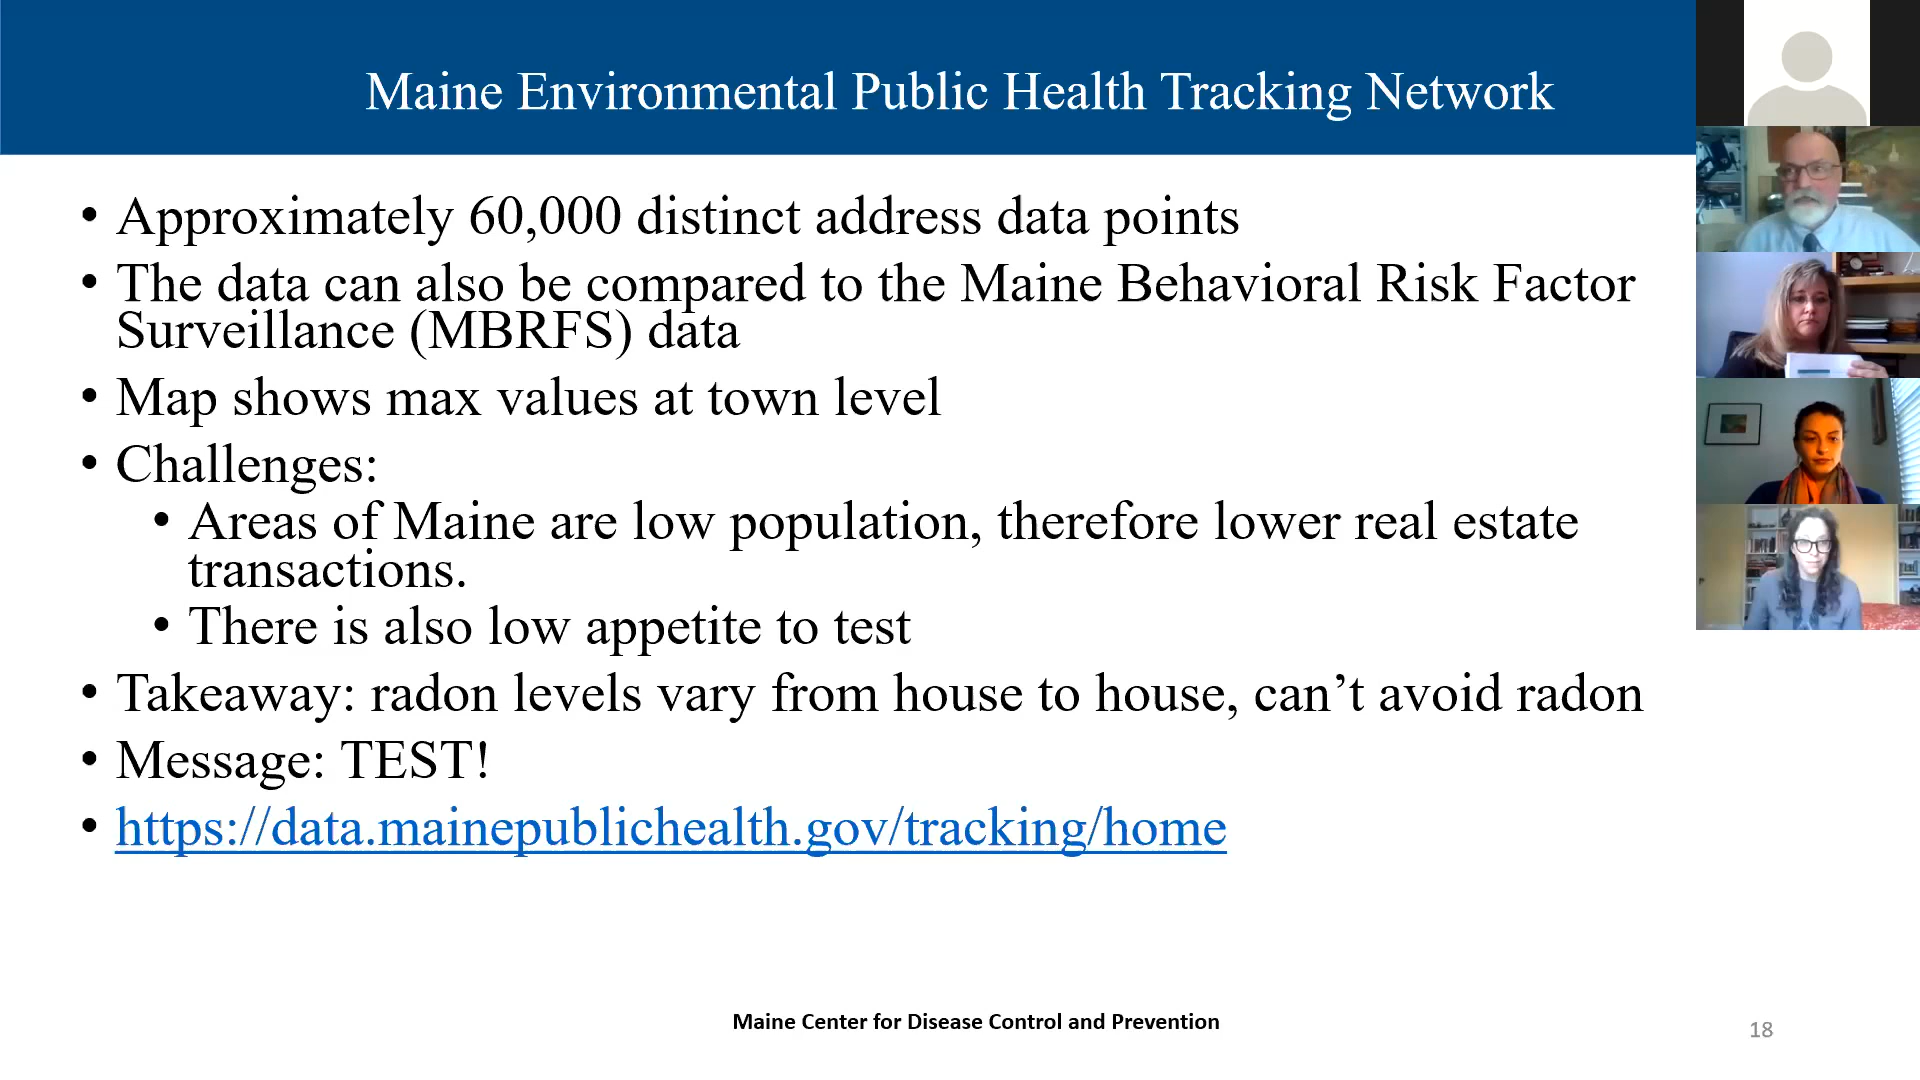 Maine Environmental Public Health Tracking Network
• Approximately 60,000 distinct address data points
• The data can also be compared to the Maine Behavioral Risk Factor
Surveillance (MBRFS) data
• Map shows max values at town level
• Challenges:
• Areas of Maine are low population, therefore lower real estate
transactions.
• There is also low appetite to test
• Takeaway: radon levels vary from house to house, can’t avoid radon
• Message: TEST!
• https://data.mainepublichealth.gov/tracking/home
Maine Center for Disease Control and Prevention
18